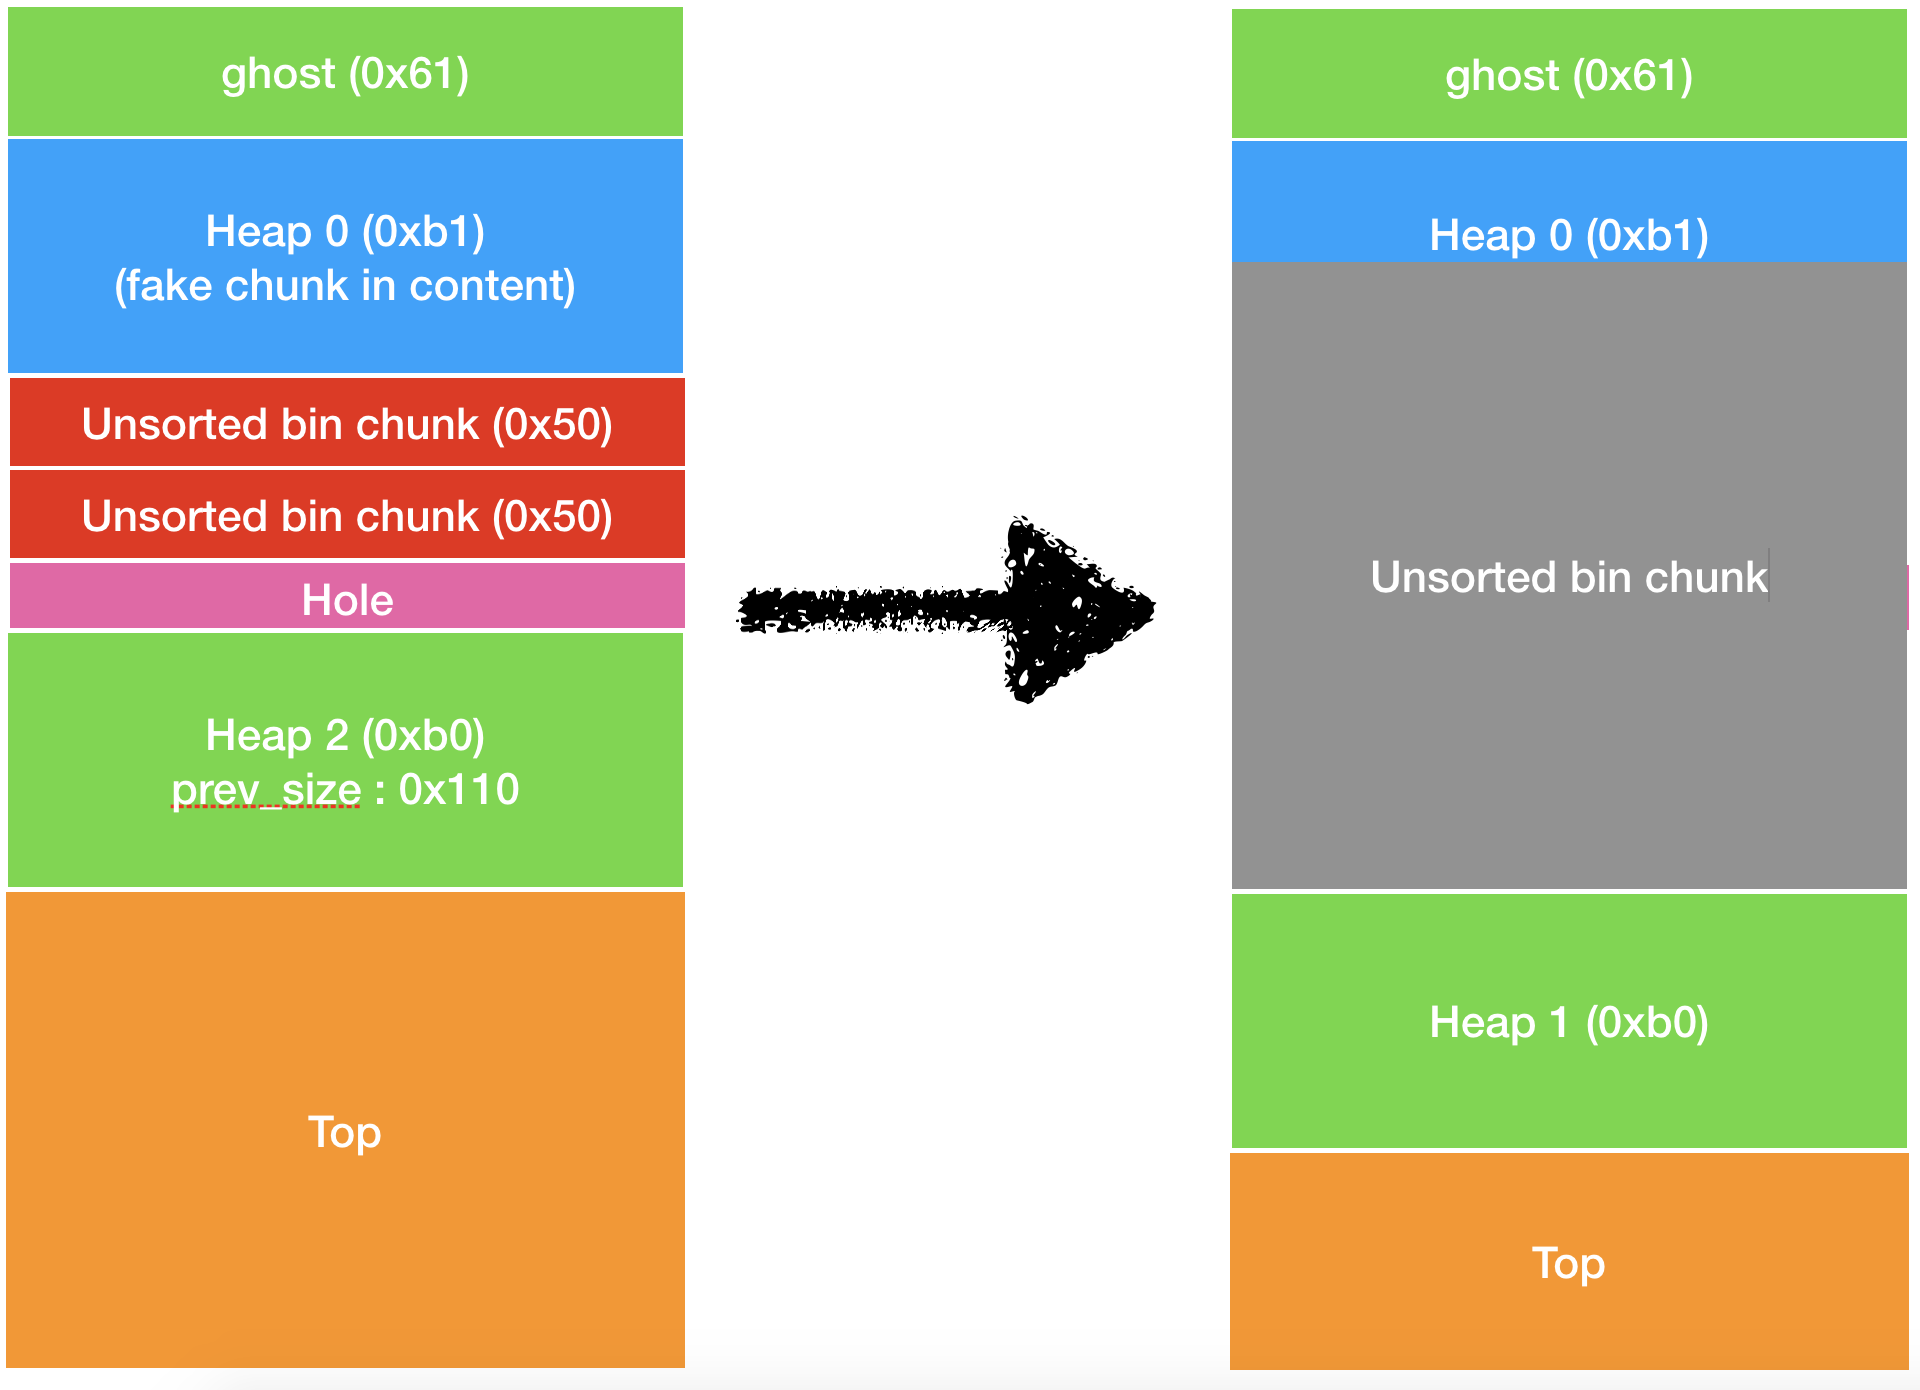 ghost (0x61)
Heap 0 (0xb1)
(fake chunk in content)
Unsorted bin chunk (0x50)
Unsorted bin chunk (0x50)
Hole
Heap 2 (0xb0)
prev_size : 0x110
Top
ghost (0x61)
Heap 0 (0xb1)
Unsorted bin chunk
Heap 1 (0xb0)
Top